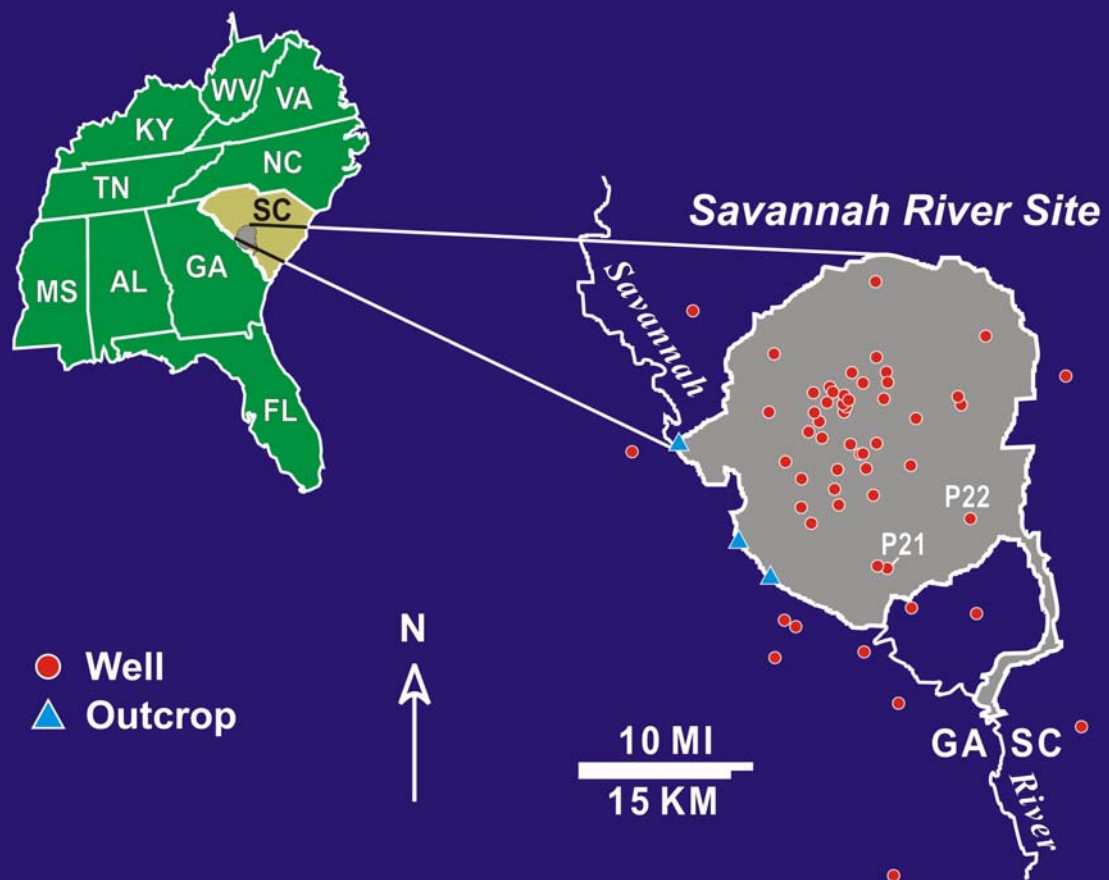 WV
VA
KY
NC
TN
SC
MS
AL
GA
FL
Savannah River Site
Savannah
P22
P21
N
Well
Outcrop
10 MI
15 KM
GA SC
River